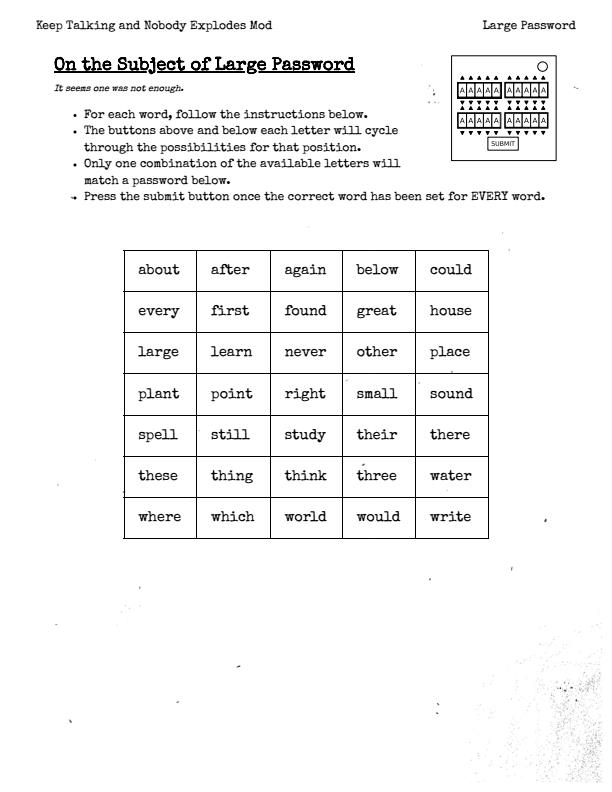 Keep Talking and Nobody Explodes Mod Large Password
On the Subject of Large Password
It seems one was not enough.
• For each word, follow the instructions below.
• The buttons above and below each letter will cycle
through the possibilities for that position.
• Only one combination of the available letters will
match a password below.
• Press the submit button once the correct word has been set for EVERY word.
A A A A A A A A A A
A A A A A A A A A A
SUBMIT
about after again below could
every first found great house
large learn never other place
plant point right small sound
spell still study their there
these thing think three water
where which world would write